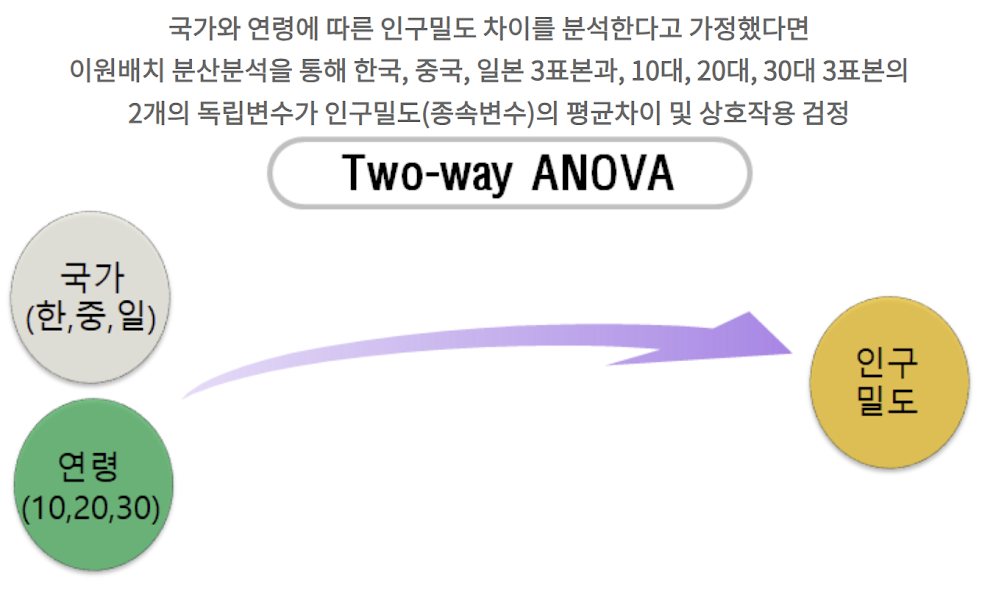 국가와 연령에 따른 인구밀도 차이를 분석한다고 가정했다면
이원배치 분산분석을 통해 한국, 중국, 일본 3표본과, 10대, 20대, 30대 3표본의
2개의 독립변수가 인구밀도(종속변수)의 평균차이 및 상호작용 검정
Two-way ANOVA
국가
(한,중,일)
연령
(10,20,30)
인구
밀도